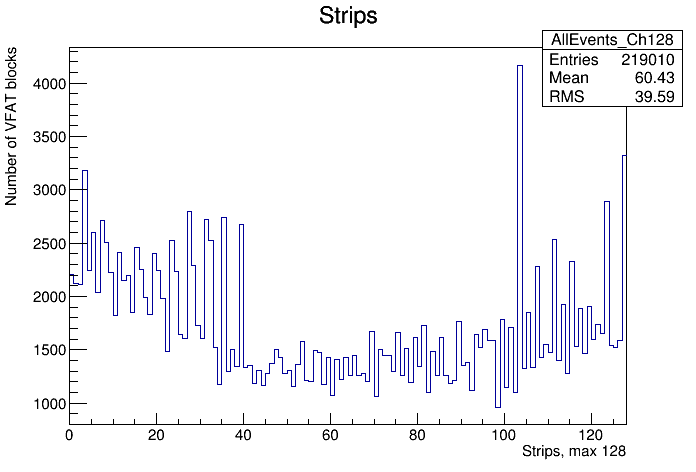 Strips
AllEvents_Ch128
Entries 219010
Mean 60.43
RMS 39.59
Number of VFAT blocks
4000
3500
3000
2500
2000
1500
1000
0 20 40 60 80 100 120
Strips, max 128